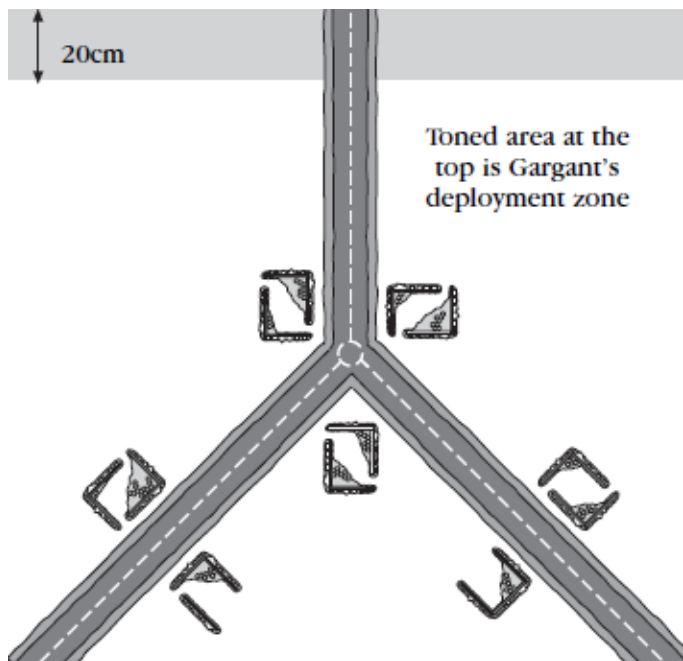 20cm
Toned area at the
top is Gargant's
deployment zone